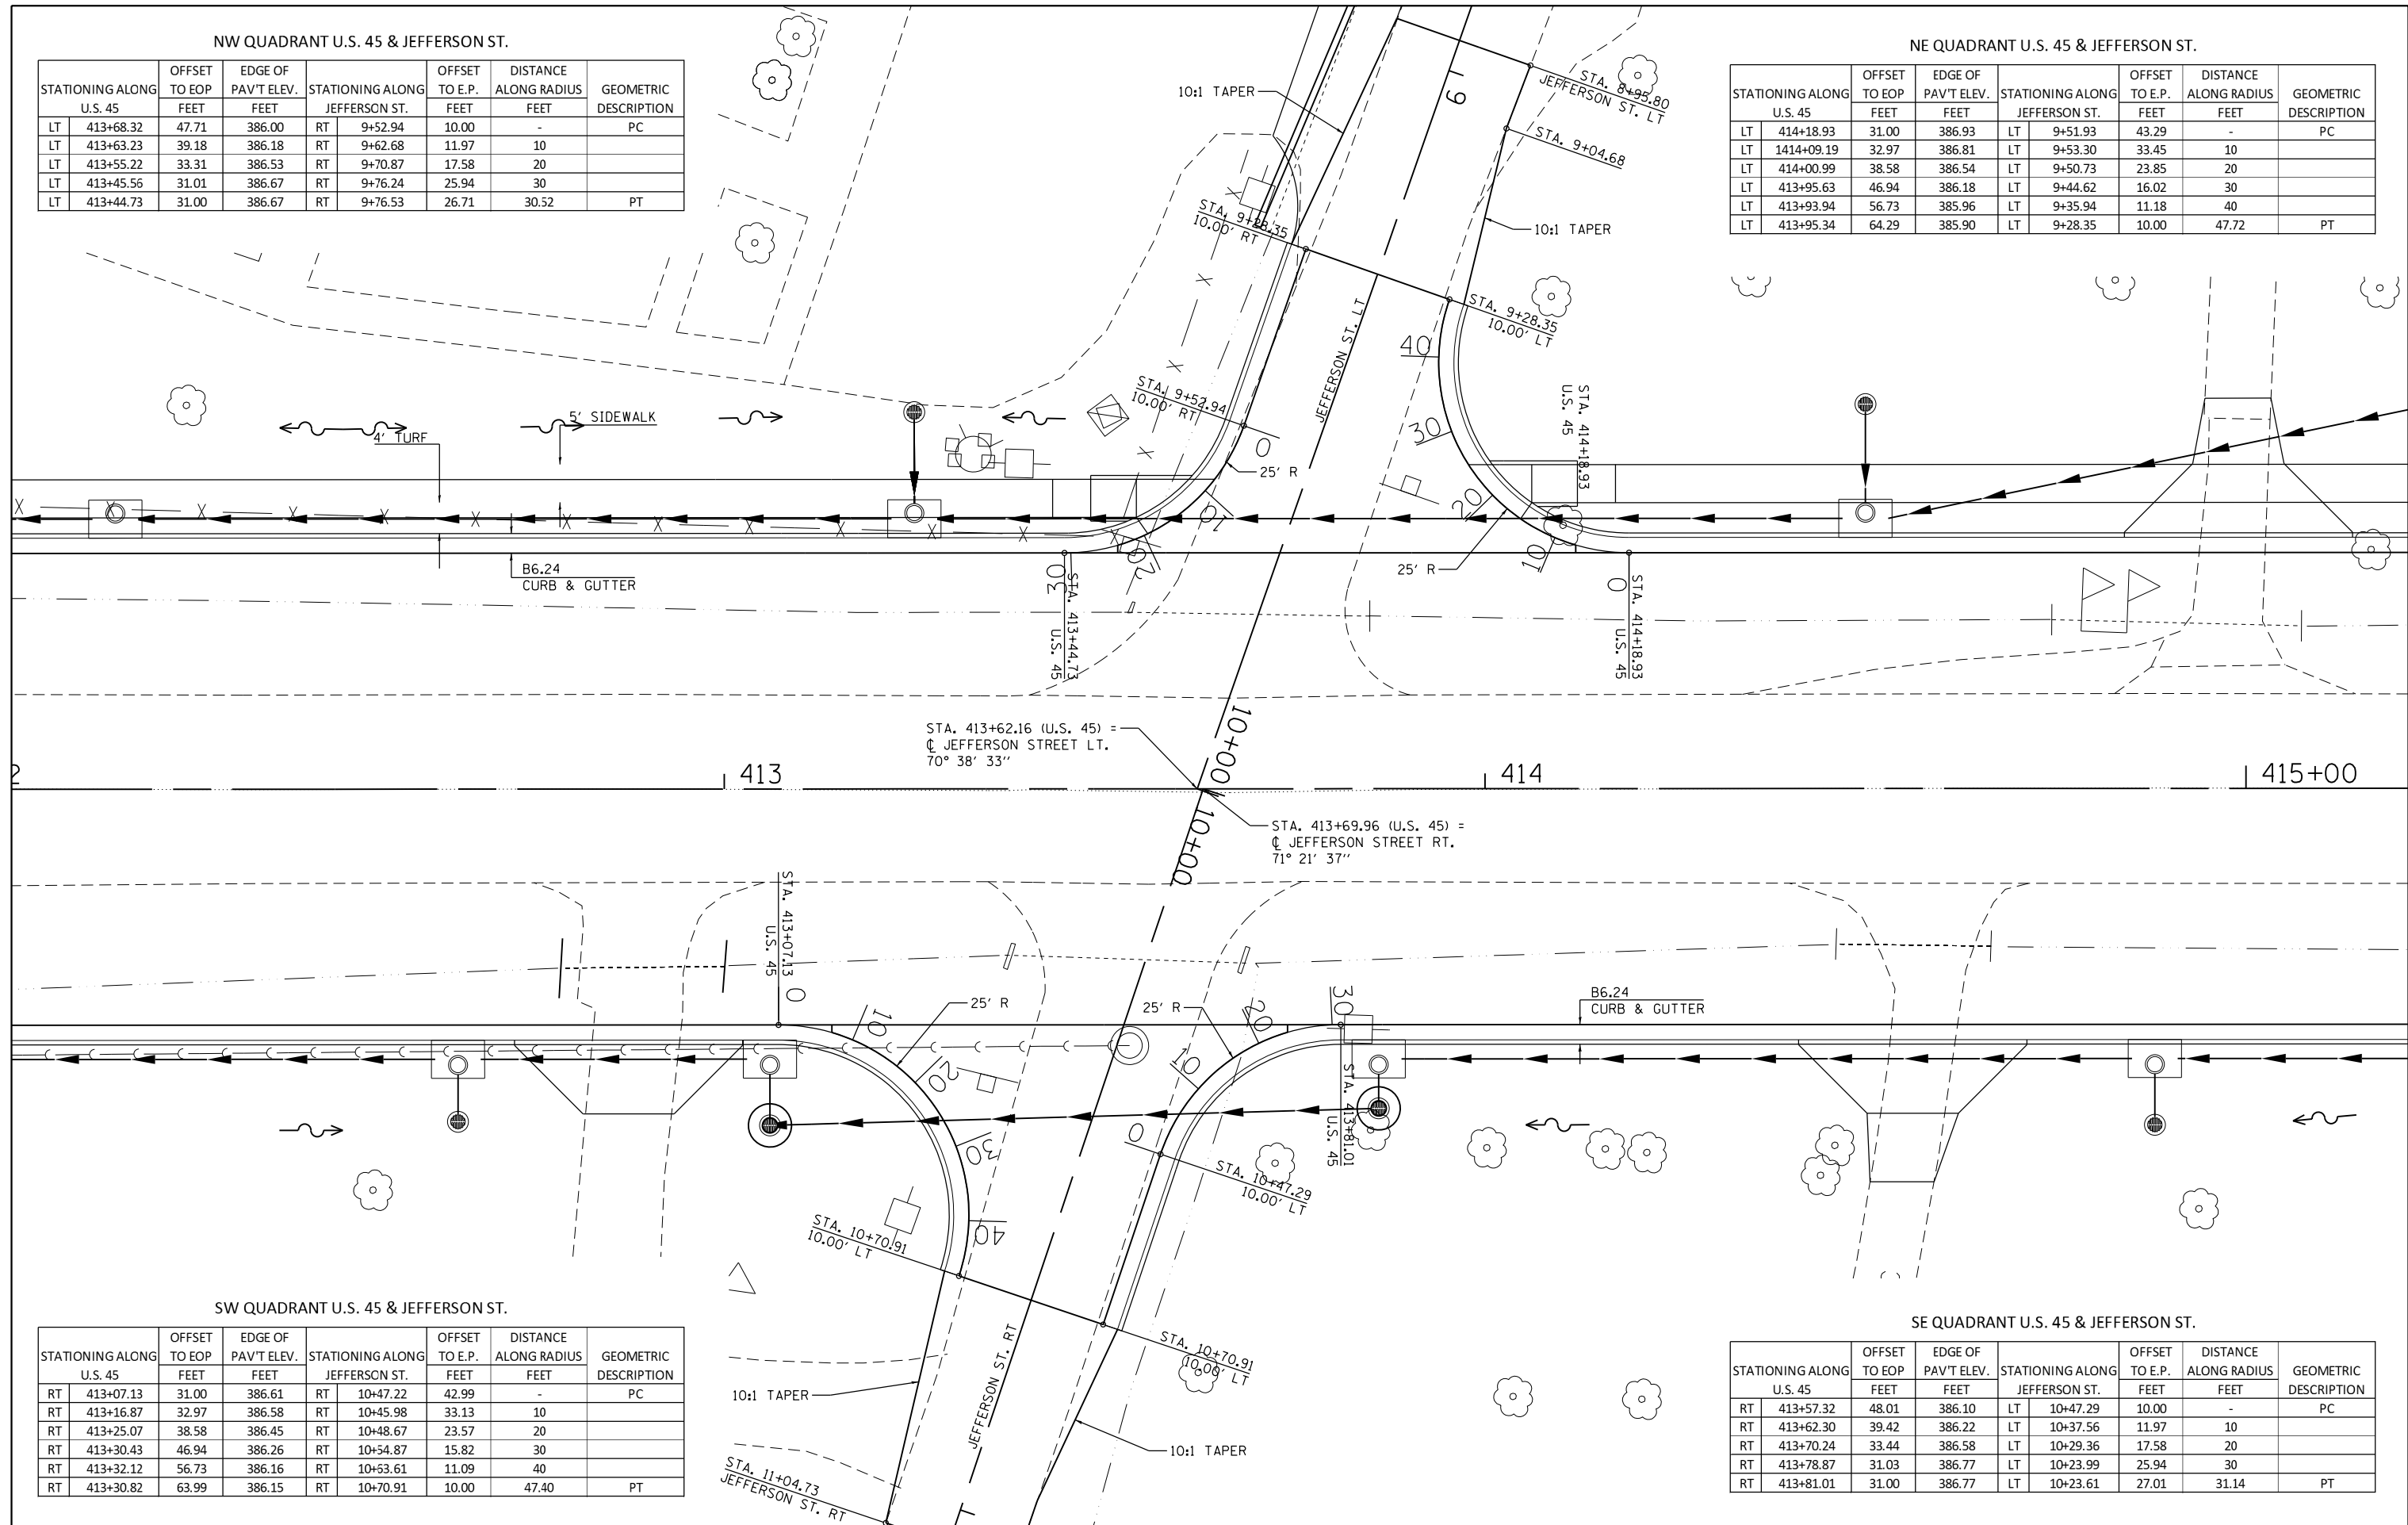 NW QUADRANT U.S. 45 & JEFFERSON ST.
STATIONING ALONG U.S. 45 OFFSET TO EOP FEET EDGE OF PAV'T ELEV. FEET STATIONING ALONG JEFFERSON ST. OFFSET TO E.P. FEET DISTANCE ALONG RADIUS FEET GEOMETRIC DESCRIPTION
LT 413+68.32 47.71 386.00 RT 9+52.94 10.00 - PC
LT 413+63.23 39.18 386.18 RT 9+62.68 11.97 10
LT 413+55.22 33.31 386.53 RT 9+70.87 17.58 20
LT 413+45.56 31.01 386.67 RT 9+76.24 25.94 30
LT 413+44.73 31.00 386.67 RT 9+76.53 26.71 30.52 PT
NE QUADRANT U.S. 45 & JEFFERSON ST.
STATIONING ALONG U.S. 45 OFFSET TO EOP FEET EDGE OF PAV'T ELEV. FEET STATIONING ALONG JEFFERSON ST. OFFSET TO E.P. FEET DISTANCE ALONG RADIUS FEET GEOMETRIC DESCRIPTION
LT 414+18.93 31.00 386.93 LT 9+51.93 43.29 - PC
LT 1414+09.19 32.97 386.81 LT 9+53.30 33.45 10
LT 414+00.99 38.58 386.54 LT 9+50.73 23.85 20
LT 413+95.63 46.94 386.18 LT 9+44.62 16.02 30
LT 413+93.94 56.73 385.96 LT 9+35.94 11.18 40
LT 413+95.34 64.29 385.90 LT 9+28.35 10.00 47.72 PT
10:1 TAPER
STA. 8+95.80
JEFFERSON ST. LT
STA. 9+04.68
10:1 TAPER
STA. 9+28.35
10.00' RT
STA. 9+28.35
10.00' LT
JEFFERSON ST. LT
STA. 9+52.94
10.00' RT
0
10
20
30
40
30
20
10
0
25' R
25' R
STA. 414+18.93
U.S. 45
5' SIDEWALK
4' TURF
B6.24
CURB & GUTTER
STA. 413+44.73
U.S. 45
STA. 414+18.93
U.S. 45
STA. 413+62.16 (U.S. 45) =
℄ JEFFERSON STREET LT.
70° 38' 33''
10+00
2
413
414
415+00
10+00
STA. 413+69.96 (U.S. 45) =
℄ JEFFERSON STREET RT.
71° 21' 37''
STA. 413+07.13
U.S. 45
0
10
20
30
40
25' R
25' R
30
20
10
0
B6.24
CURB & GUTTER
STA. 413+81.01
U.S. 45
STA. 10+47.29
10.00' LT
STA. 10+70.91
10.00' LT
STA. 10+70.91
10.00' LT
JEFFERSON ST. RT
10:1 TAPER
10:1 TAPER
STA. 11+04.73
JEFFERSON ST. RT
SW QUADRANT U.S. 45 & JEFFERSON ST.
STATIONING ALONG U.S. 45 OFFSET TO EOP FEET EDGE OF PAV'T ELEV. FEET STATIONING ALONG JEFFERSON ST. OFFSET TO E.P. FEET DISTANCE ALONG RADIUS FEET GEOMETRIC DESCRIPTION
RT 413+07.13 31.00 386.61 RT 10+47.22 42.99 - PC
RT 413+16.87 32.97 386.58 RT 10+45.98 33.13 10
RT 413+25.07 38.58 386.45 RT 10+48.67 23.57 20
RT 413+30.43 46.94 386.26 RT 10+54.87 15.82 30
RT 413+32.12 56.73 386.16 RT 10+63.61 11.09 40
RT 413+30.82 63.99 386.15 RT 10+70.91 10.00 47.40 PT
SE QUADRANT U.S. 45 & JEFFERSON ST.
STATIONING ALONG U.S. 45 OFFSET TO EOP FEET EDGE OF PAV'T ELEV. FEET STATIONING ALONG JEFFERSON ST. OFFSET TO E.P. FEET DISTANCE ALONG RADIUS FEET GEOMETRIC DESCRIPTION
RT 413+57.32 48.01 386.10 LT 10+47.29 10.00 - PC
RT 413+62.30 39.42 386.22 LT 10+37.56 11.97 10
RT 413+70.24 33.44 386.58 LT 10+29.36 17.58 20
RT 413+78.87 31.03 386.77 LT 10+23.99 25.94 30
RT 413+81.01 31.00 386.77 LT 10+23.61 27.01 31.14 PT